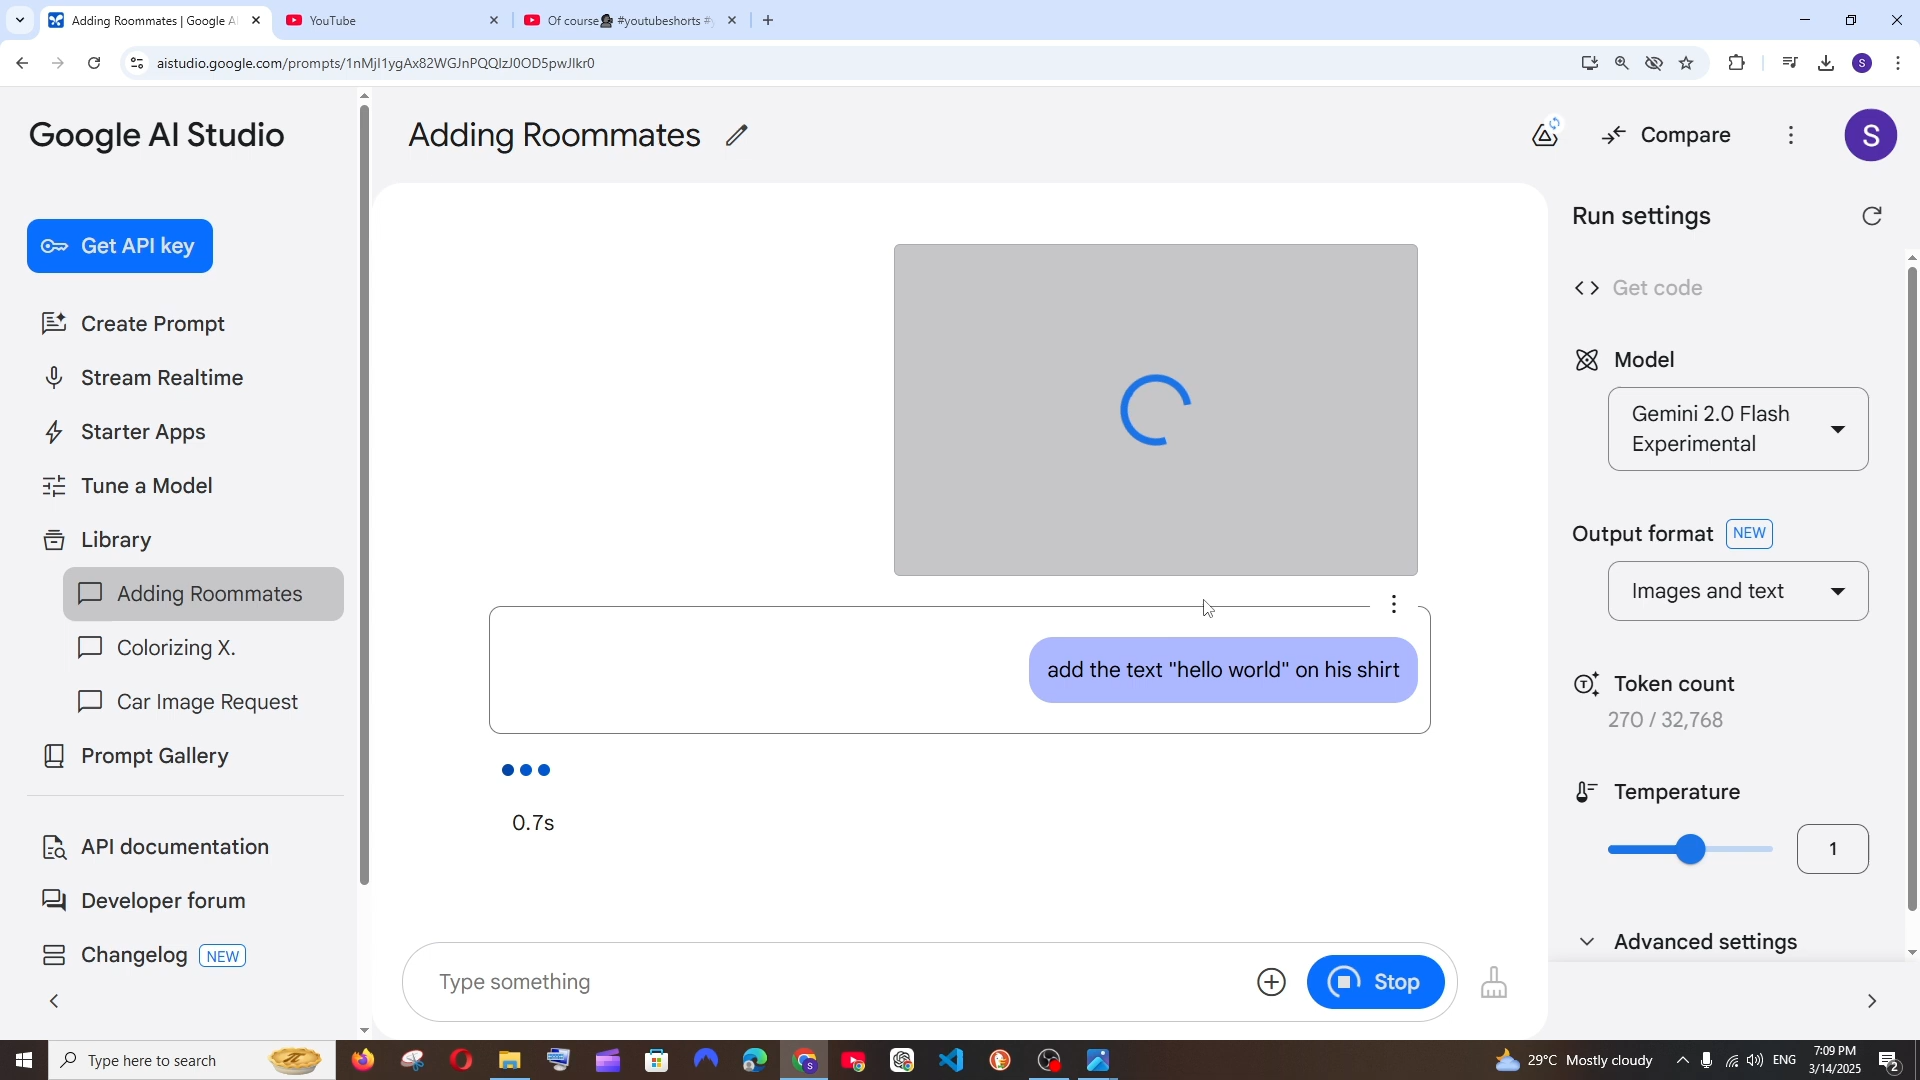 Adding Roommates | Google A
YouTube
Of course #youtubeshorts #y
aistudio.google.com/prompts/1nMjI1ygAx82WGJnPQQIzJ0OD5pwJlkr0
S
Google AI Studio
Adding Roommates
Compare
S
Get API key
Create Prompt
Stream Realtime
Starter Apps
Tune a Model
Library
Adding Roommates
Colorizing X.
Car Image Request
Prompt Gallery
API documentation
Developer forum
Changelog NEW
add the text "hello world" on his shirt
0.7s
Type something
Stop
Run settings
Get code
Model
Gemini 2.0 Flash
Experimental
Output format NEW
Images and text
Token count
270 / 32,768
Temperature
1
Advanced settings
Type here to search
29°C Mostly cloudy
ENG
7:09 PM
3/14/2025
2